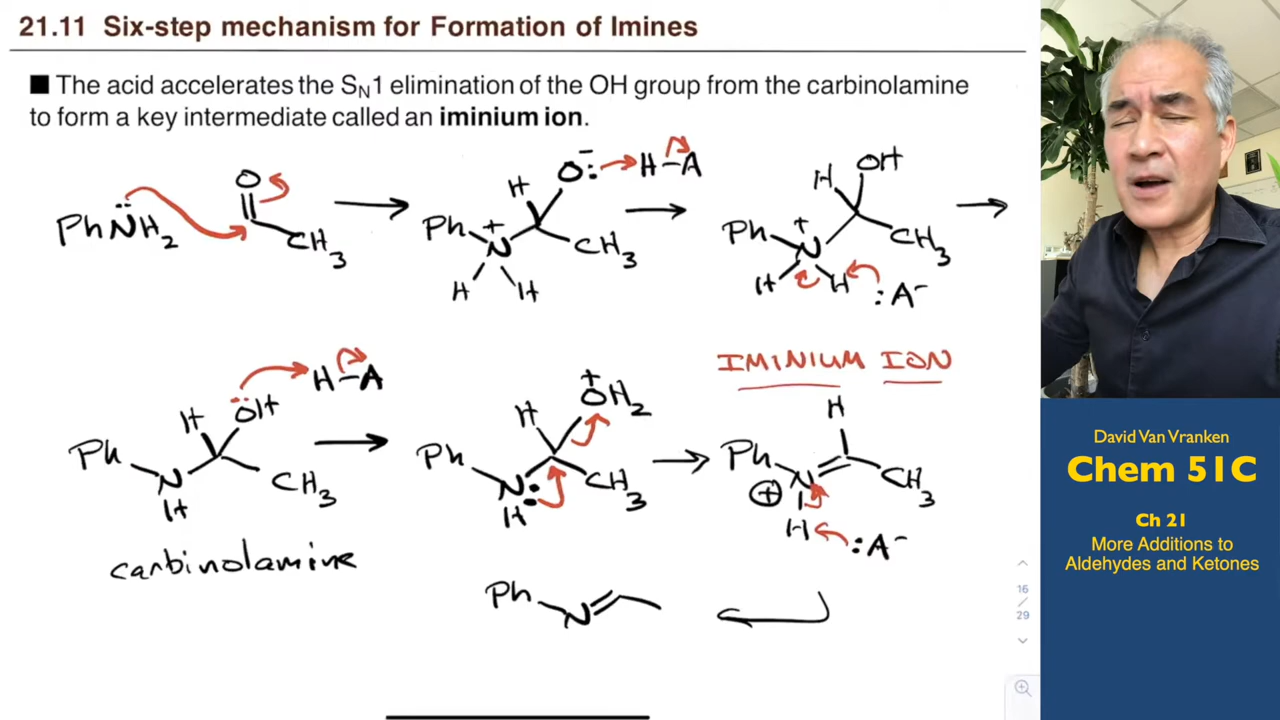 21.11 Six-step mechanism for Formation of Imines
■ The acid accelerates the SN1 elimination of the OH group from the carbinolamine
to form a key intermediate called an iminium ion.
PhNH2 O CH3
Ph N + H H H O:− CH3 H-A
Ph N + H H H OH CH3 :A−
Ph N H H OH CH3 H-A
carbinolamine
Ph N: H H OH2 + CH3
IMINIUM ION
Ph N + H H CH3 :A−
Ph N
David Van Vranken
Chem 51C
Ch 21
More Additions to
Aldehydes and Ketones
16
/
29